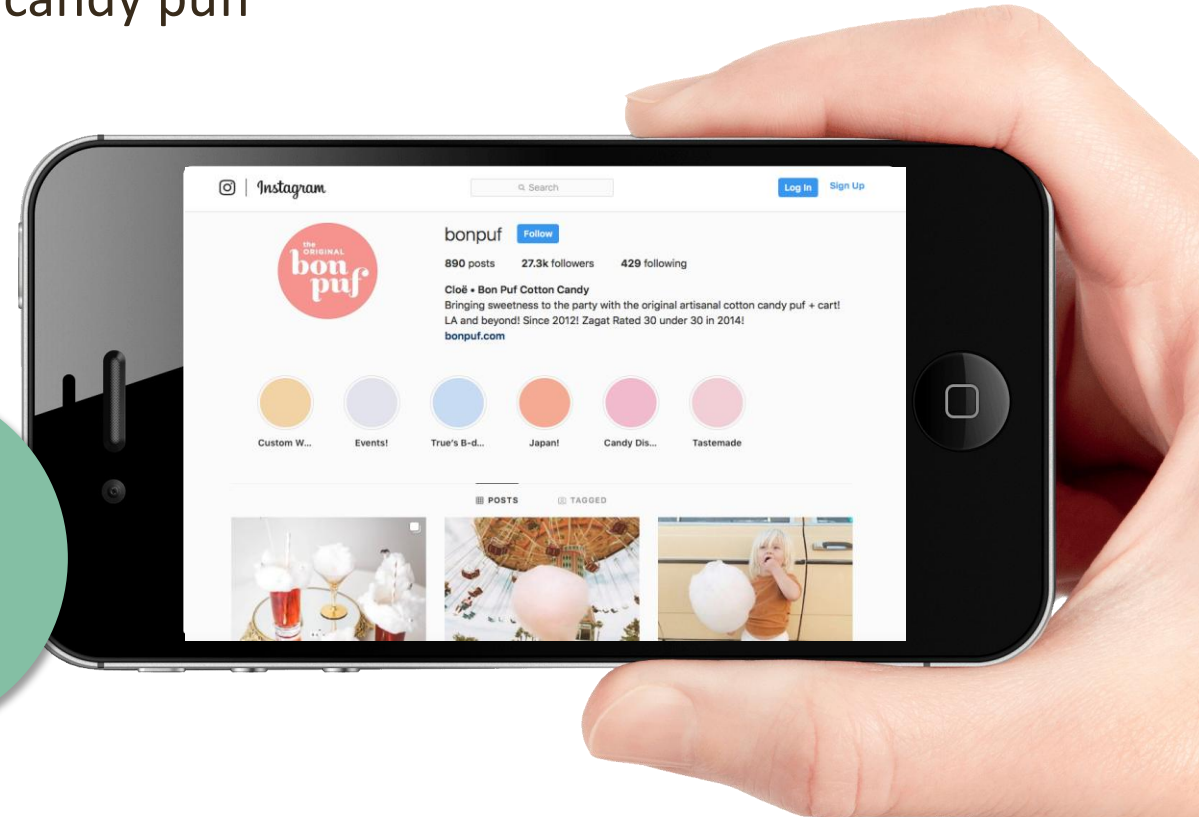 candy puff
Instagram
Search
Log In
Sign Up
the
ORIGINAL
bon
puf
bonpuf
Follow
890 posts 27.3k followers 429 following
Cloë • Bon Puf Cotton Candy
Bringing sweetness to the party with the original artisanal cotton candy puf + cart!
LA and beyond! Since 2012! Zagat Rated 30 under 30 in 2014!
bonpuf.com
Custom W... Events! True's B-d... Japan! Candy Dis... Tastemade
POSTS TAGGED